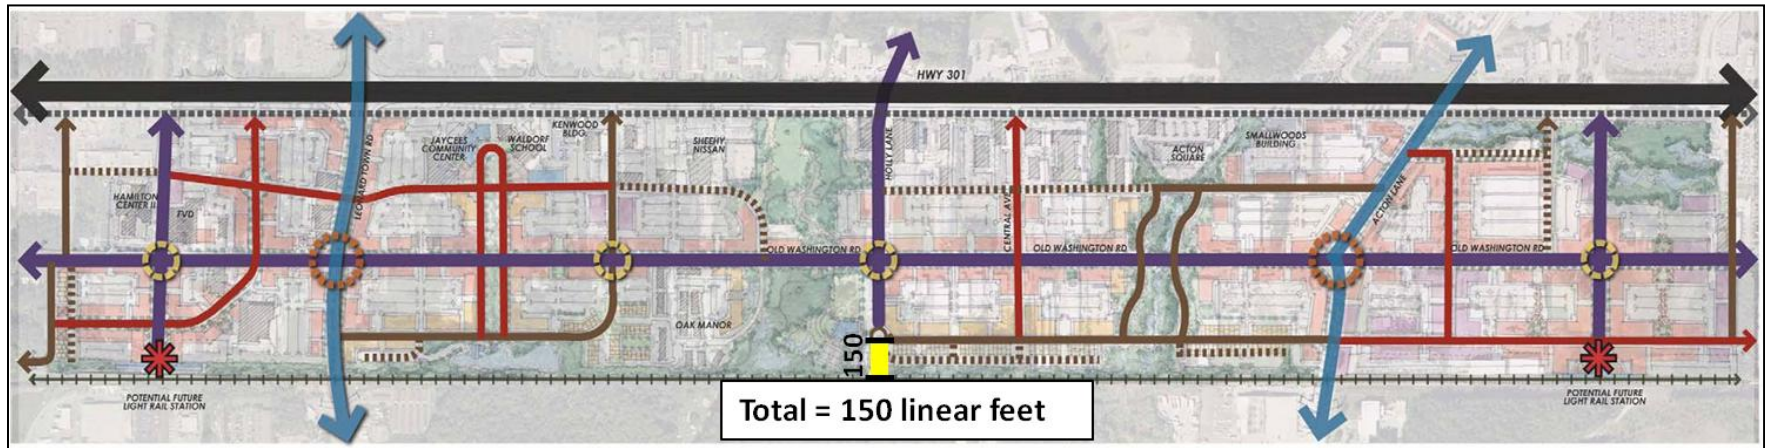 HWY 301
LEONARDTOWN RD
JAYCEES
COMMUNITY
CENTER
WALDORF
SCHOOL
KENWOOD
BLDG.
SHEEHY
NISSAN
HOLLY LANE
ACTON
SQUARE
SMALLWOODS
BUILDING
HAMILTON
CENTER II
FVD
CENTRAL AVE
ACTON LANE
OLD WASHINGTON RD
OLD WASHINGTON RD
OLD WASHINGTON RD
OAK MANOR
150
POTENTIAL FUTURE
LIGHT RAIL STATION
Total = 150 linear feet
POTENTIAL FUTURE
LIGHT RAIL STATION